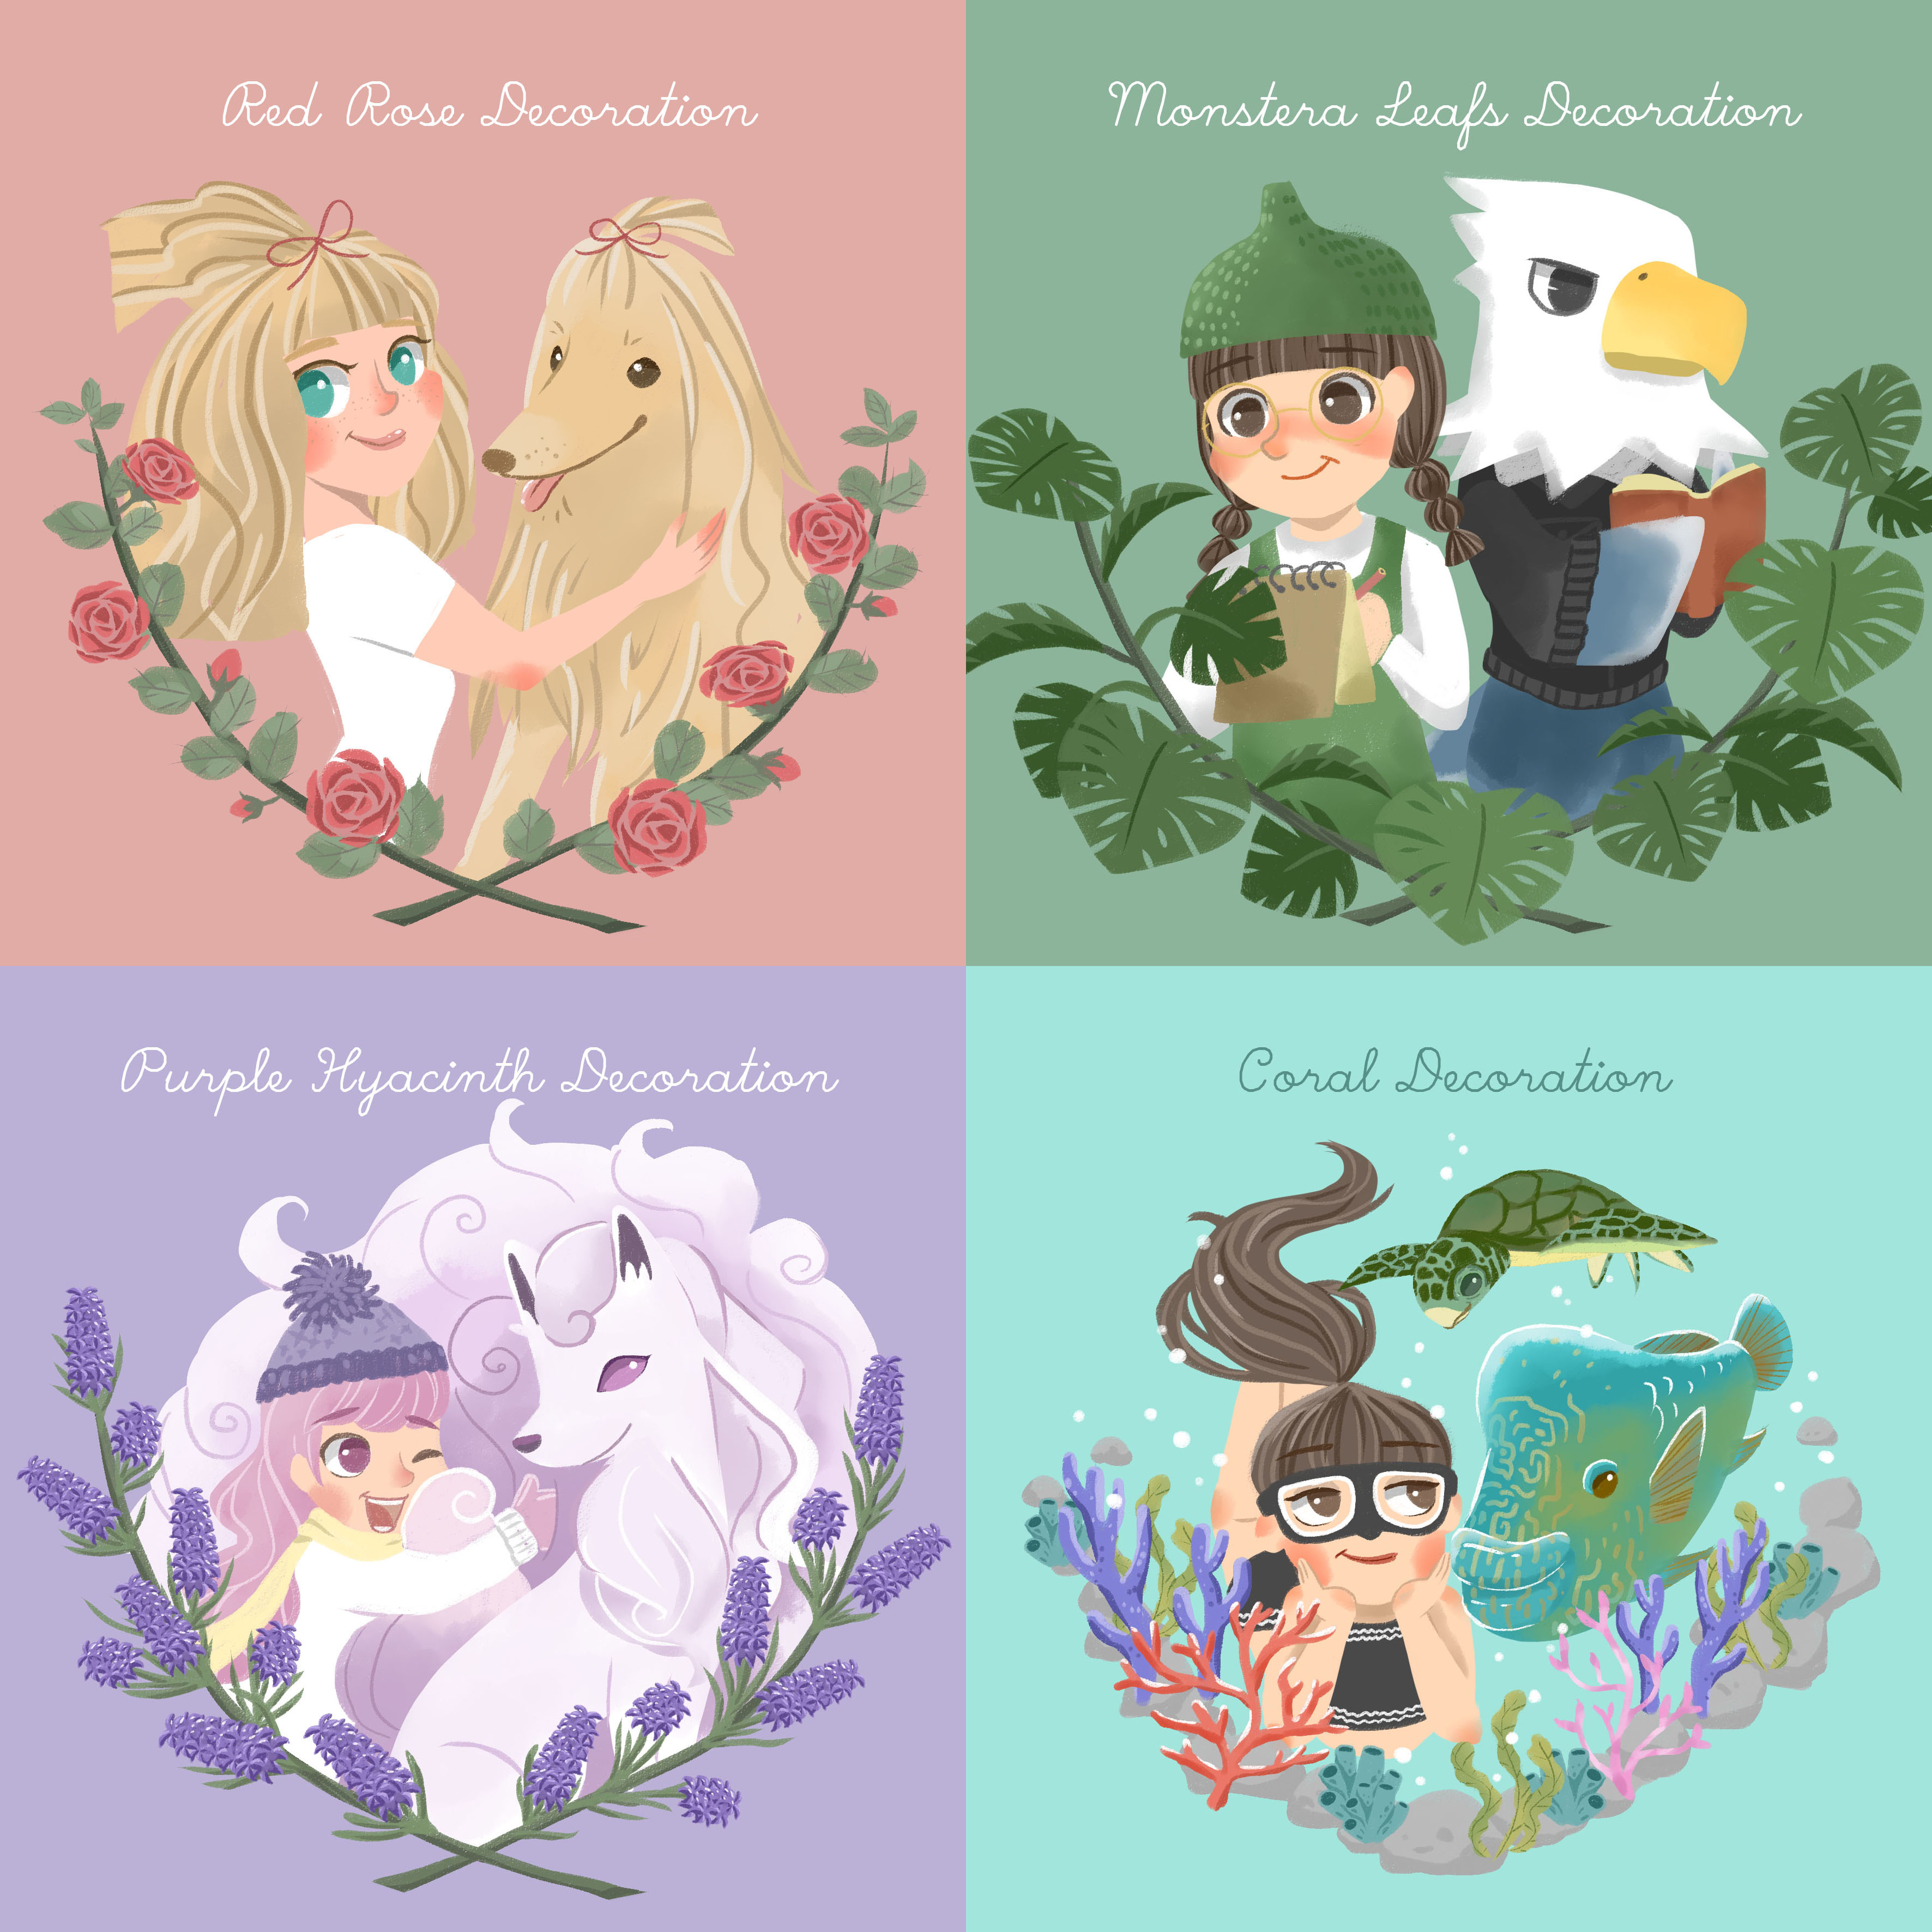 Red Rose Decoration
Monstera Leafs Decoration
Purple Hyacinth Decoration
Coral Decoration